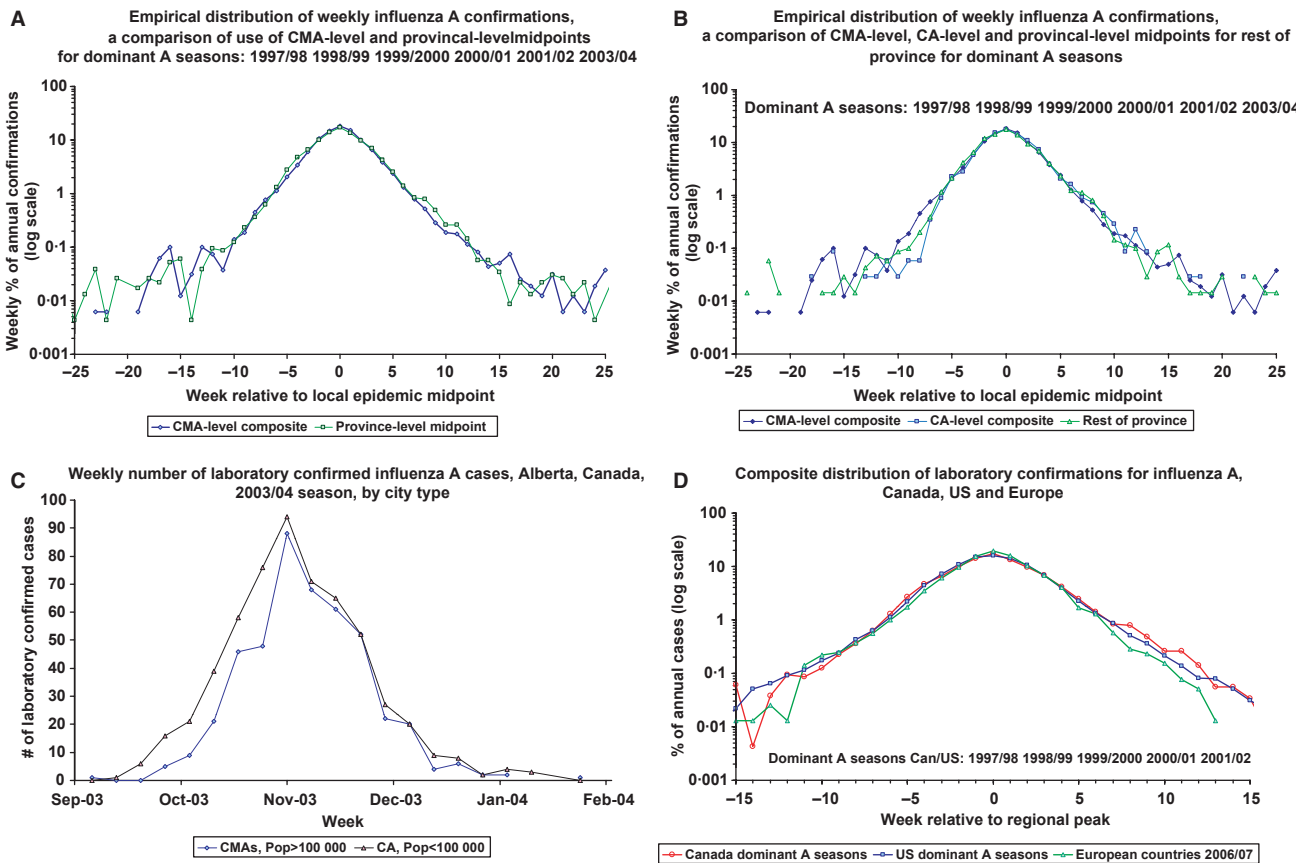 A
Empirical distribution of weekly influenza A confirmations,
a comparison of use of CMA-level and provincal-levelmidpoints
for dominant A seasons: 1997/98 1998/99 1999/2000 2000/01 2001/02 2003/04
Weekly % of annual confirmations
(log scale)
100
10
1
0·1
0·01
0·001
–25 –20 –15 –10 –5 0 5 10 15 20 25
Week relative to local epidemic midpoint
CMA-level composite Province-level midpoint
B
Empirical distribution of weekly influenza A confirmations,
a comparison of CMA-level, CA-level and provincal-level midpoints for rest of
province for dominant A seasons
Dominant A seasons: 1997/98 1998/99 1999/2000 2000/01 2001/02 2003/04
Weekly % of annual confirmations
(log scale)
100
10
1
0·1
0·01
0·001
–25 –20 –15 –10 –5 0 5 10 15 20 25
Week relative to local epidemic midpoint
CMA-level composite CA-level composite Rest of province
C
Weekly number of laboratory confirmed influenza A cases, Alberta, Canada,
2003/04 season, by city type
# of laboratory confirmed cases
100
90
80
70
60
50
40
30
20
10
0
Sep-03 Oct-03 Nov-03 Dec-03 Jan-04 Feb-04
Week
CMAs, Pop>100 000 CA, Pop<100 000
D
Composite distribution of laboratory confirmations for influenza A,
Canada, US and Europe
% of annual cases (log scale)
100
10
1
0·1
0·01
0·001
Dominant A seasons Can/US: 1997/98 1998/99 1999/2000 2000/01 2001/02
–15 –10 –5 0 5 10 15
Week relative to regional peak
Canada dominant A seasons US dominant A seasons European countries 2006/07